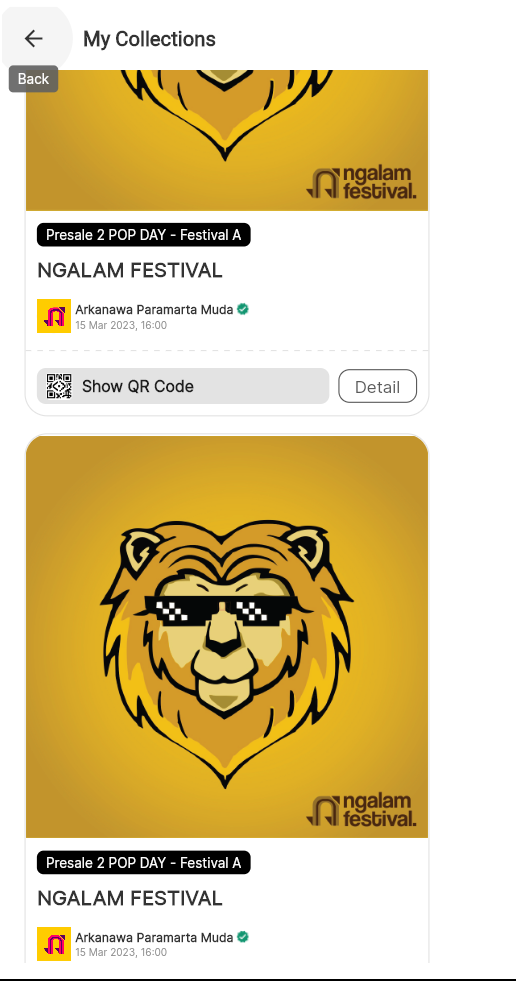 My Collections
Back
ngalam
festival.
Presale 2 POP DAY - Festival A
NGALAM FESTIVAL
Arkanawa Paramarta Muda
15 Mar 2023, 16:00
Show QR Code
Detail
ngalam
festival.
Presale 2 POP DAY - Festival A
NGALAM FESTIVAL
Arkanawa Paramarta Muda
15 Mar 2023, 16:00